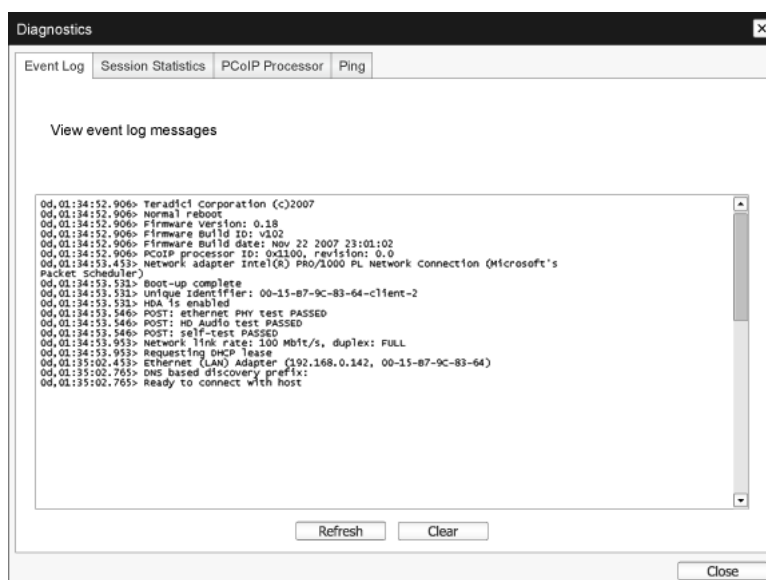 Diagnostics
Event Log
Session Statistics
PCoIP Processor
Ping
View event log messages
0d,01:34:52.906> Teradici Corporation (c)2007
0d,01:34:52.906> Normal reboot
0d,01:34:52.906> Firmware Version: 0.18
0d,01:34:52.906> Firmware Build ID: v102
0d,01:34:52.906> Firmware Build date: Nov 22 2007 23:01:02
0d,01:34:52.906> PCoIP processor ID: 0x1100, revision: 0.0
0d,01:34:53.453> Network adapter Intel(R) PRO/1000 PL Network Connection (Microsoft's
Packet Scheduler)
0d,01:34:53.531> Boot-up complete
0d,01:34:53.531> Unique Identifier: 00-15-B7-9C-83-64-client-2
0d,01:34:53.531> HDA is enabled
0d,01:34:53.546> POST: ethernet PHY test PASSED
0d,01:34:53.546> POST: HD Audio test PASSED
0d,01:34:53.546> POST: self-test PASSED
0d,01:34:53.953> Network link rate: 100 Mbit/s, duplex: FULL
0d,01:34:53.953> Requesting DHCP lease
0d,01:35:02.453> Ethernet (LAN) Adapter (192.168.0.142, 00-15-B7-9C-83-64)
0d,01:35:02.765> DNS based discovery prefix:
0d,01:35:02.765> Ready to connect with host
Refresh
Clear
Close